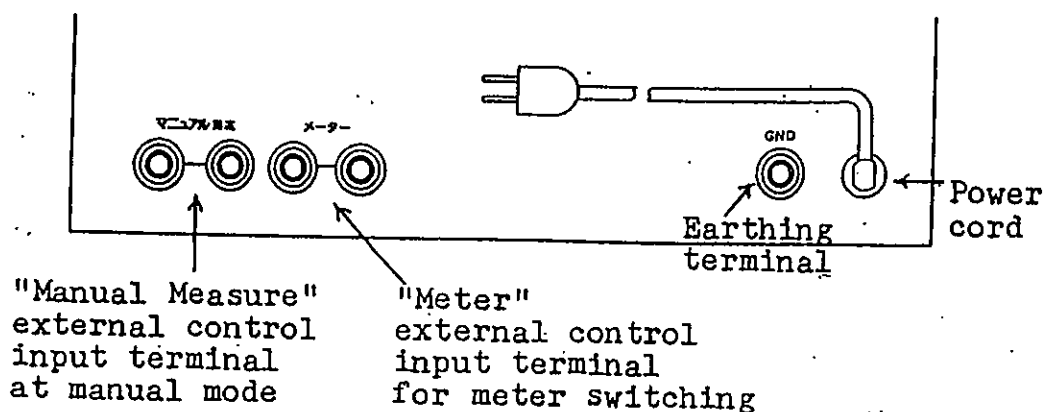 マニュアル測定 メーター
GND
Earthing
terminal
Power
cord
"Manual Measure"
external control
input terminal
at manual mode
"Meter"
external control
input terminal
for meter switching